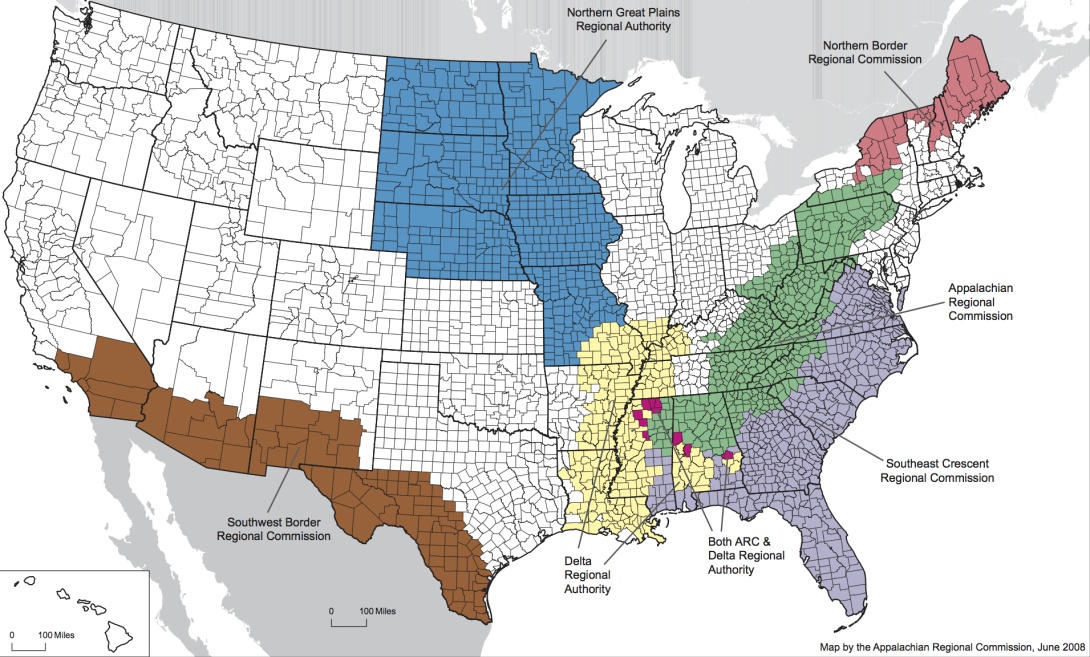 Northern Great Plains
Regional Authority
Northern Border
Regional Commission
Appalachian
Regional
Commission
Southeast Crescent
Regional Commission
Southwest Border
Regional Commission
Both ARC &
Delta Regional
Authority
Delta
Regional
Authority
0 100 Miles
0 100 Miles
Map by the Appalachian Regional Commission, June 2008